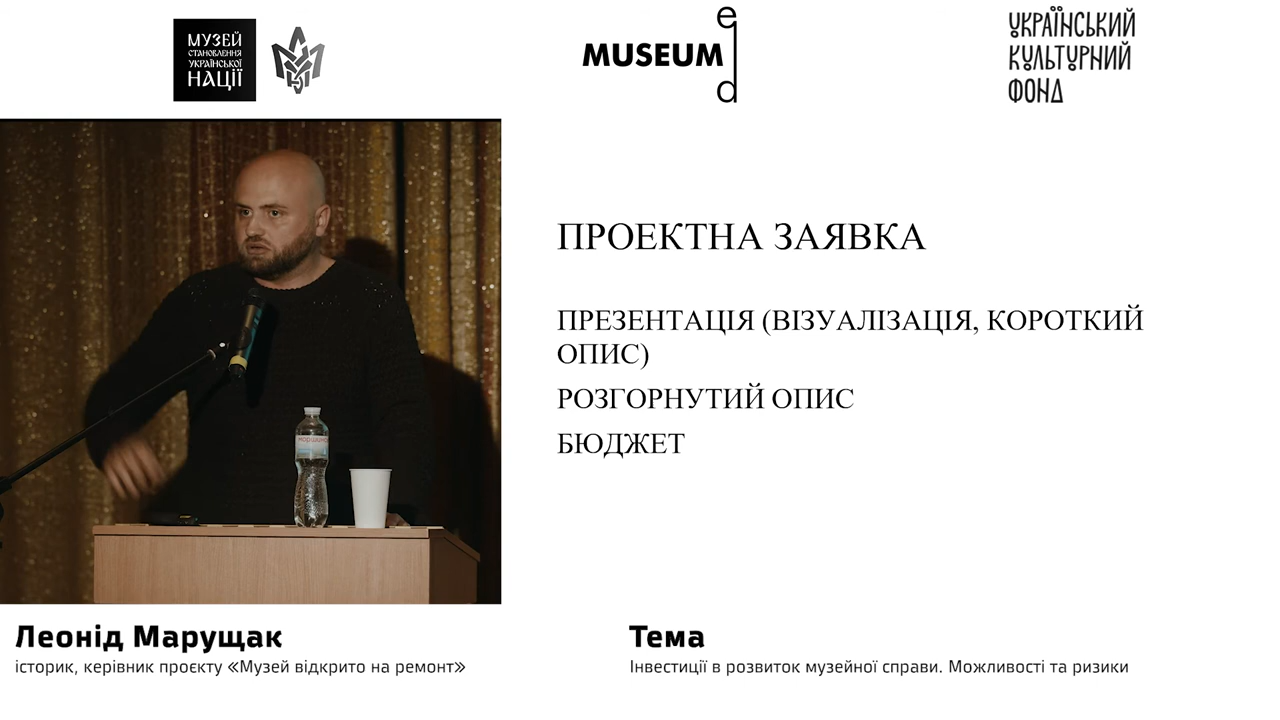 МУЗЕЙ
СТАНОВЛЕННЯ
УКРАЇНСЬКОЇ
НАЦІЇ
MUSEUM
ed
УКРАЇНСЬКИЙ
КУЛЬТУРНИЙ
ФОНД
ПРОЕКТНА ЗАЯВКА
ПРЕЗЕНТАЦІЯ (ВІЗУАЛІЗАЦІЯ, КОРОТКИЙ
ОПИС)
РОЗГОРНУТИЙ ОПИС
БЮДЖЕТ
Леонід Марущак
історик, керівник проєкту «Музей відкрито на ремонт»
Тема
Інвестиції в розвиток музейної справи. Можливості та ризики